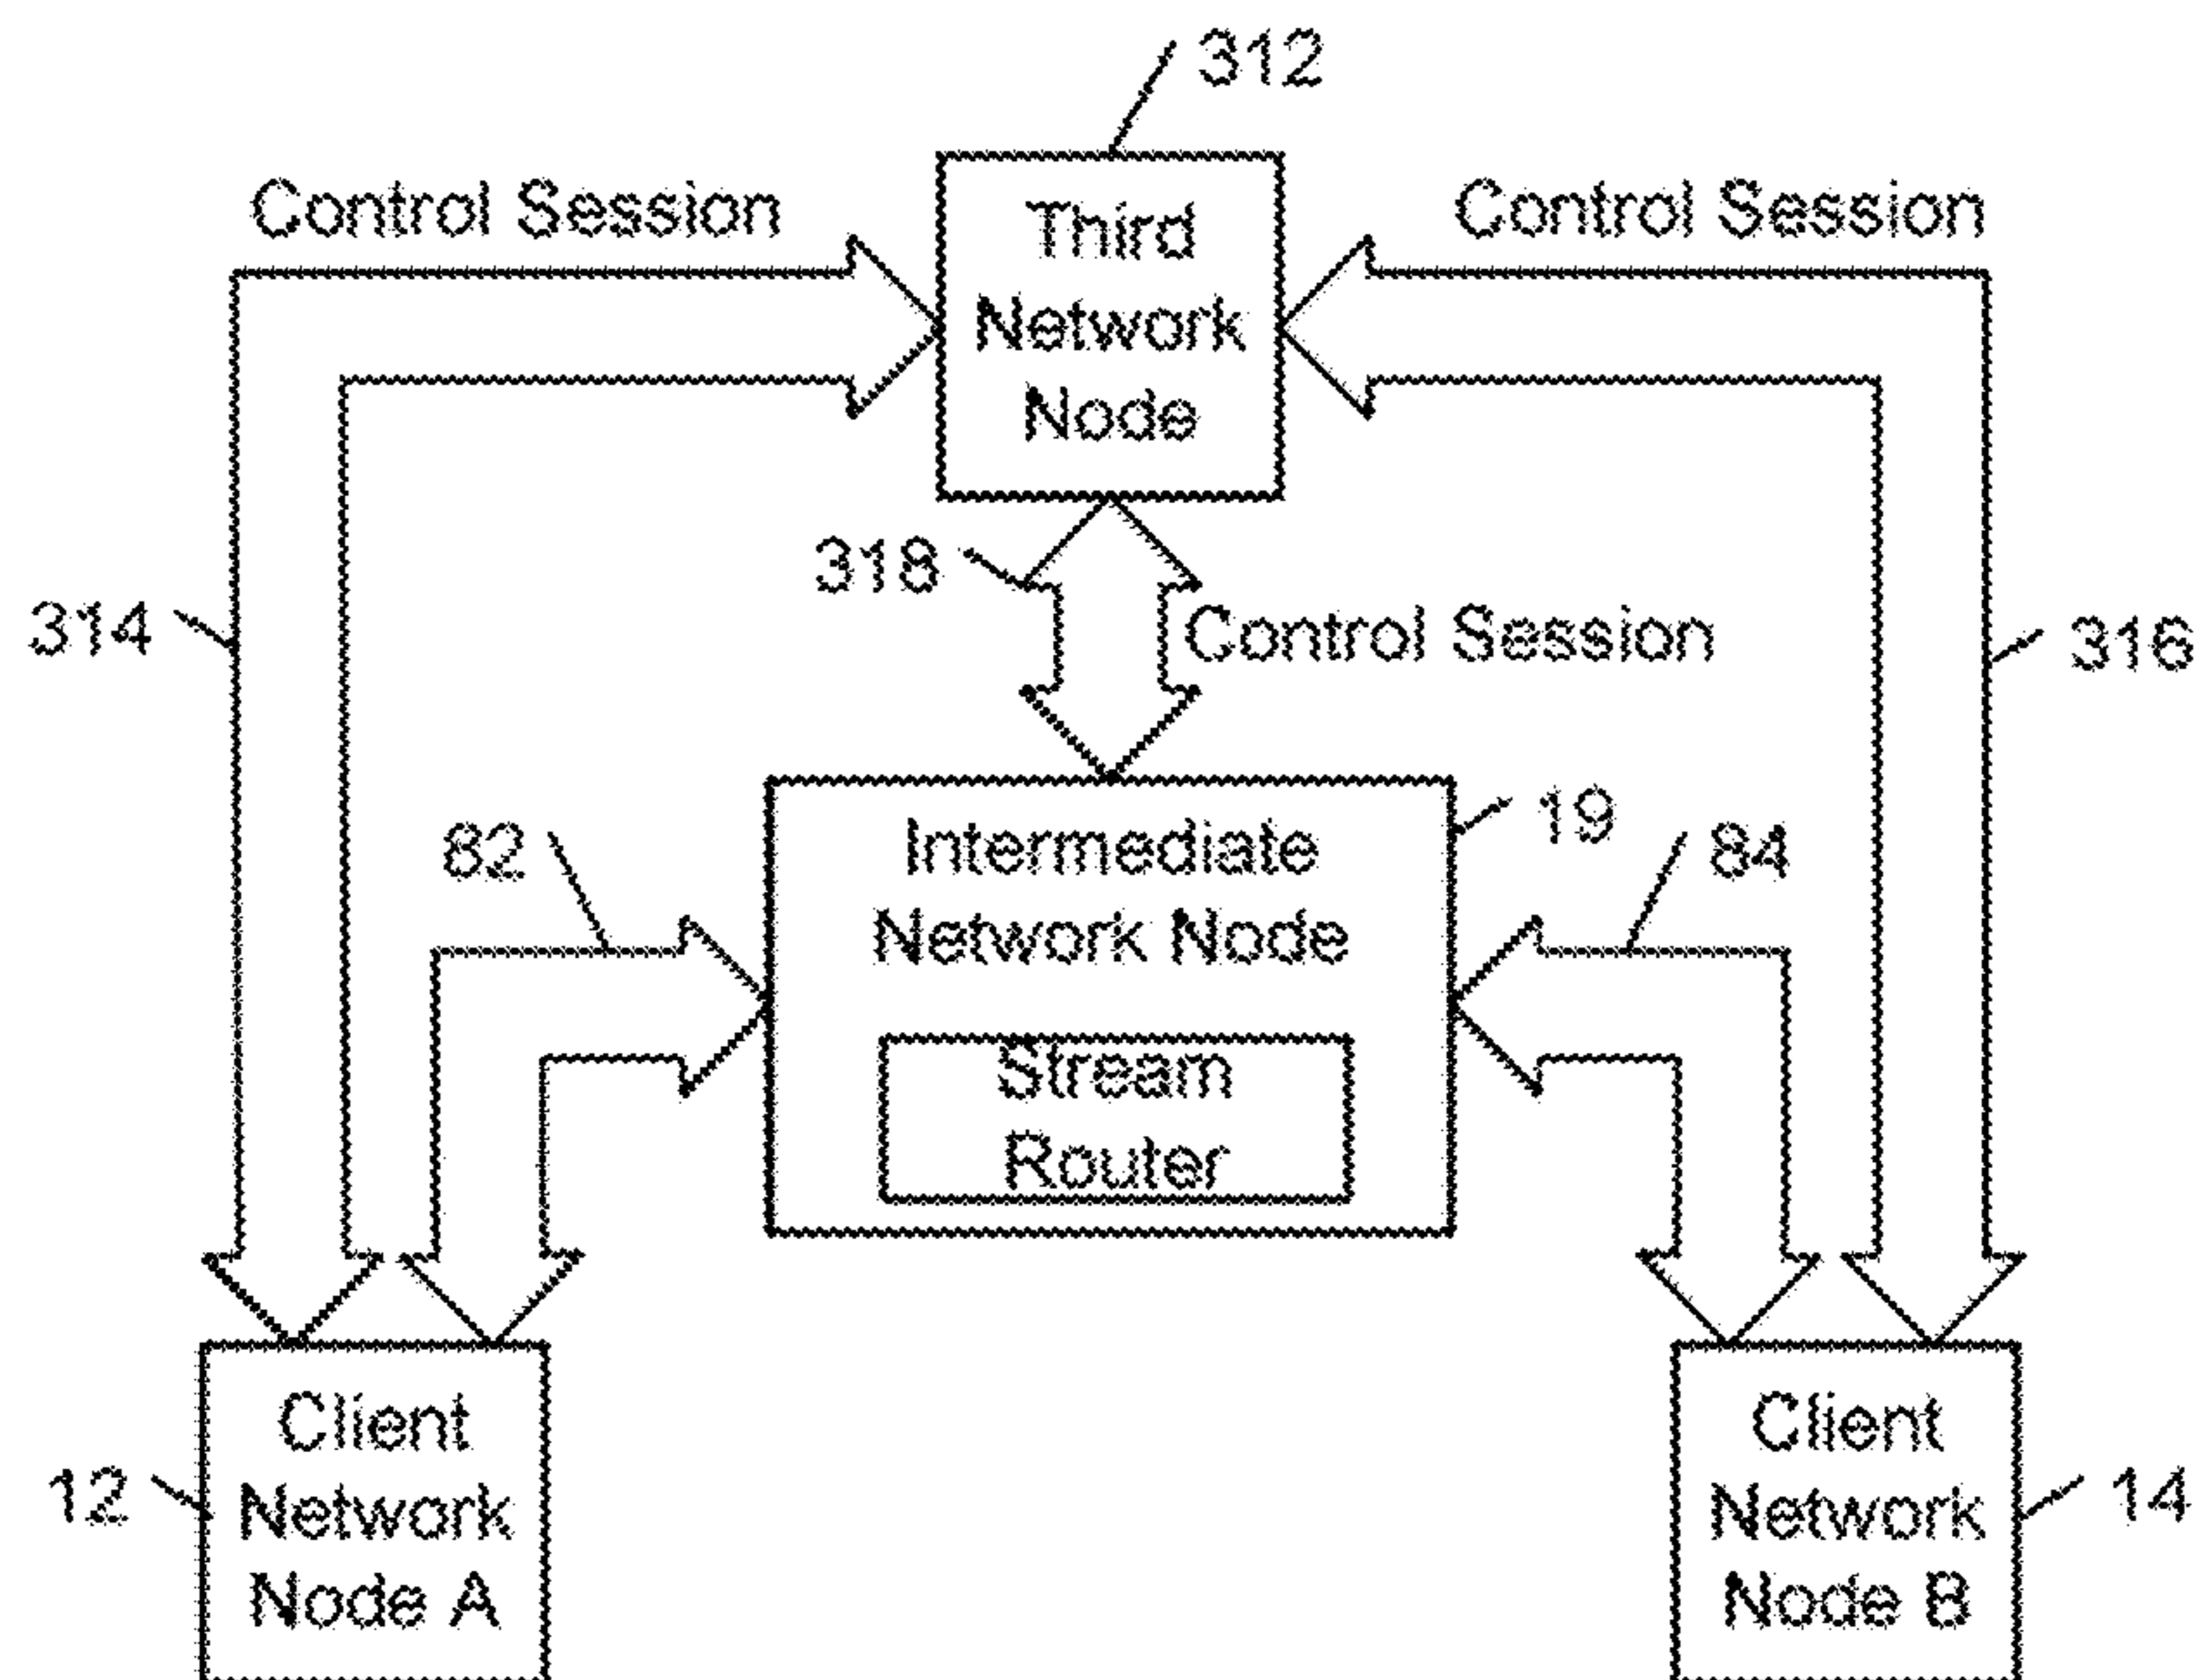 312
Control Session
Third
Network
Node
Control Session
318
314
Control Session
316
82
Intermediate
Network Node
19
84
Stream
Router
12
Client
Network
Node A
Client
Network
Node B
14